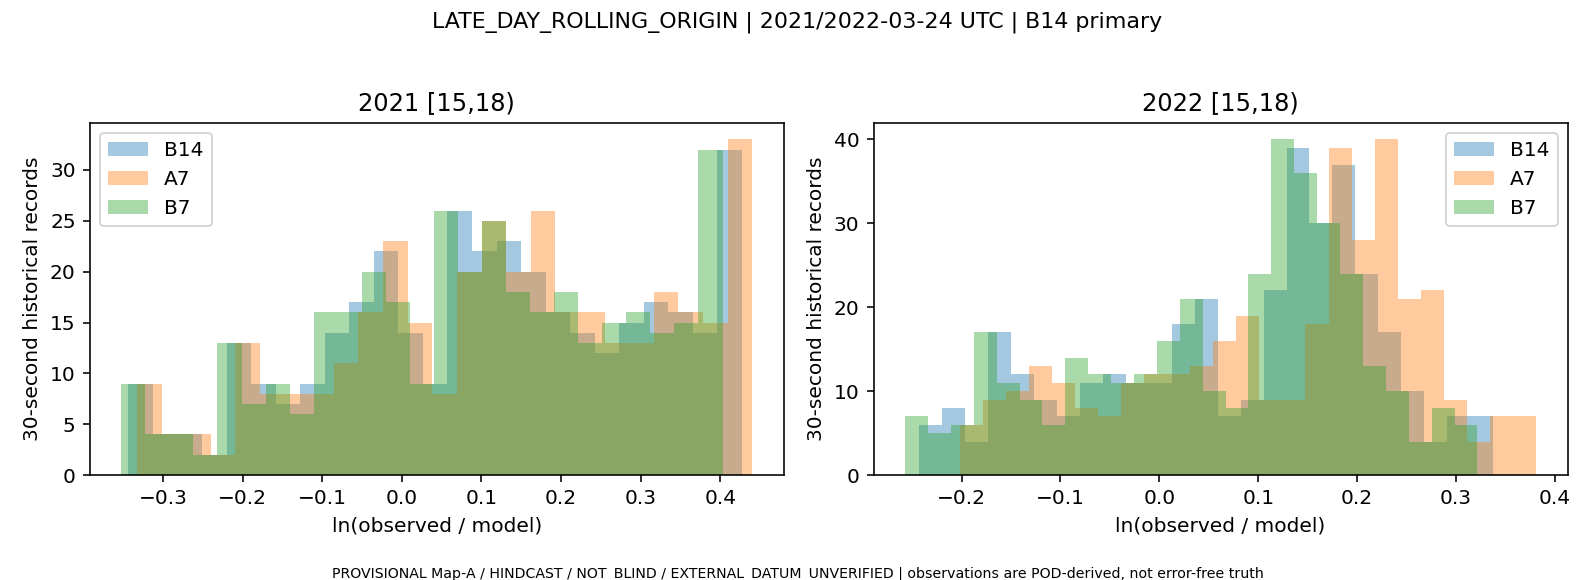 LATE_DAY_ROLLING_ORIGIN | 2021/2022-03-24 UTC | B14 primary
2021 [15,18)
2022 [15,18)
B14
A7
B7
30-second historical records
30
25
20
15
10
5
0
−0.3 −0.2 −0.1 0.0 0.1 0.2 0.3 0.4
ln(observed / model)
B14
A7
B7
30-second historical records
40
30
20
10
0
−0.2 −0.1 0.0 0.1 0.2 0.3 0.4
ln(observed / model)
PROVISIONAL Map-A / HINDCAST / NOT_BLIND / EXTERNAL_DATUM_UNVERIFIED | observations are POD-derived, not error-free truth